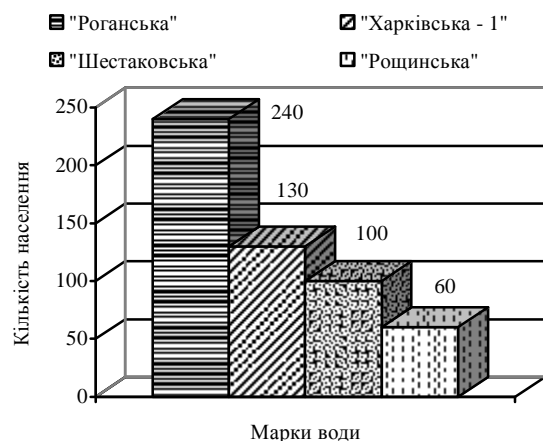 "Роганська" "Харківська - 1"
"Шестаковська" "Рощинська"
250
200
150
100
50
0
240
130
100
60
Кількість населення
Марки води